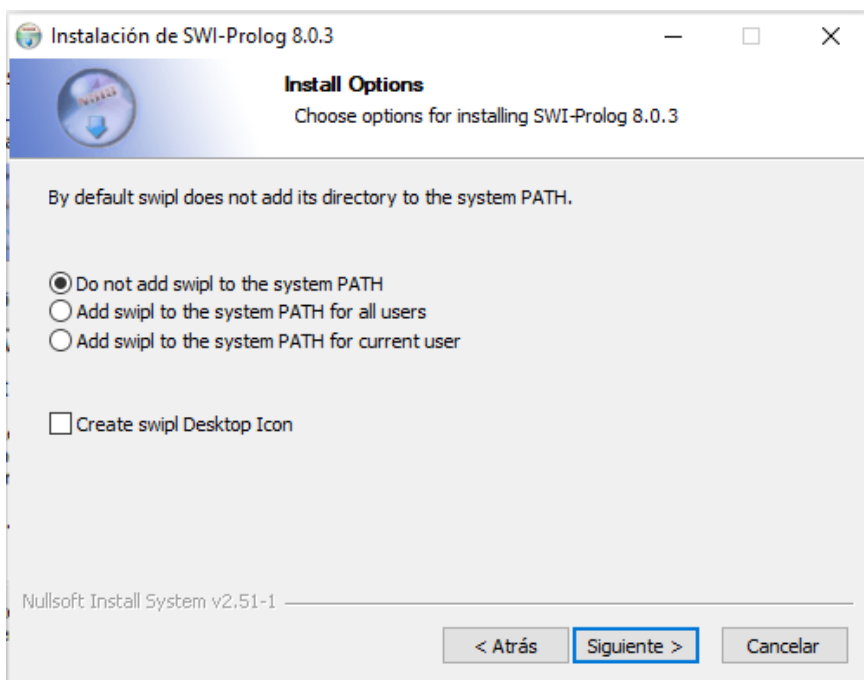 Instalación de SWI-Prolog 8.0.3
Install Options
Choose options for installing SWI-Prolog 8.0.3
By default swipl does not add its directory to the system PATH.
Do not add swipl to the system PATH
Add swipl to the system PATH for all users
Add swipl to the system PATH for current user
Create swipl Desktop Icon
Nullsoft Install System v2.51-1
< Atrás
Siguiente >
Cancelar